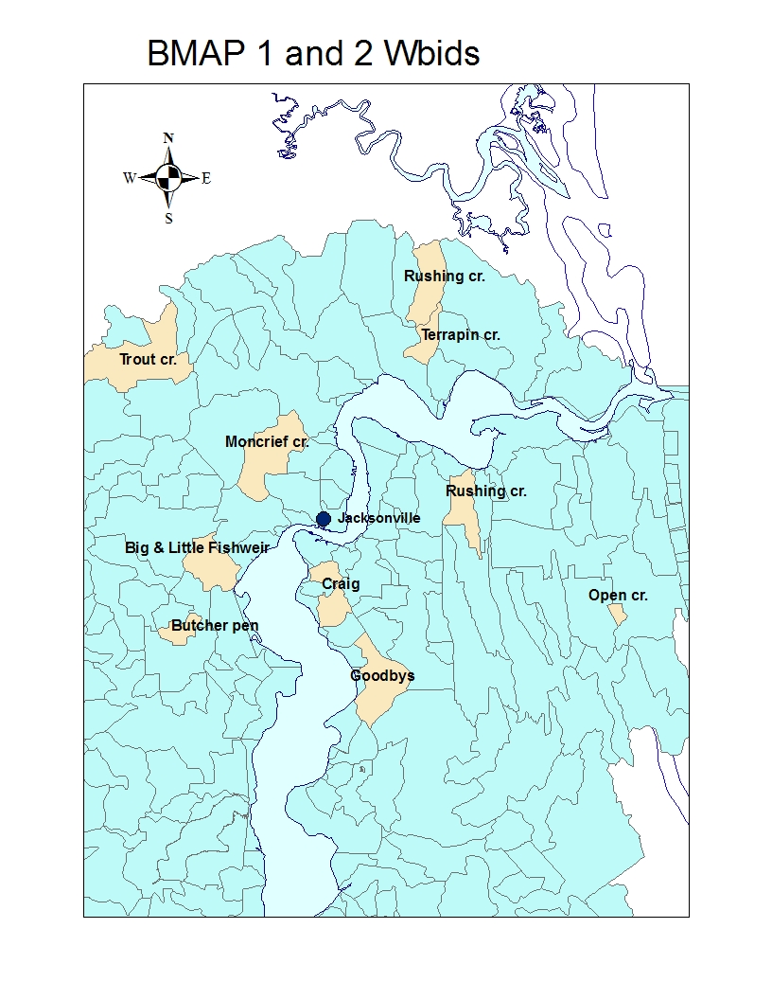 BMAP 1 and 2 Wbids
N
W E
S
Rushing cr.
Terrapin cr.
Trout cr.
Moncrief cr.
Rushing cr.
Jacksonville
Big & Little Fishweir
Craig
Open cr.
Butcher pen
Goodbys